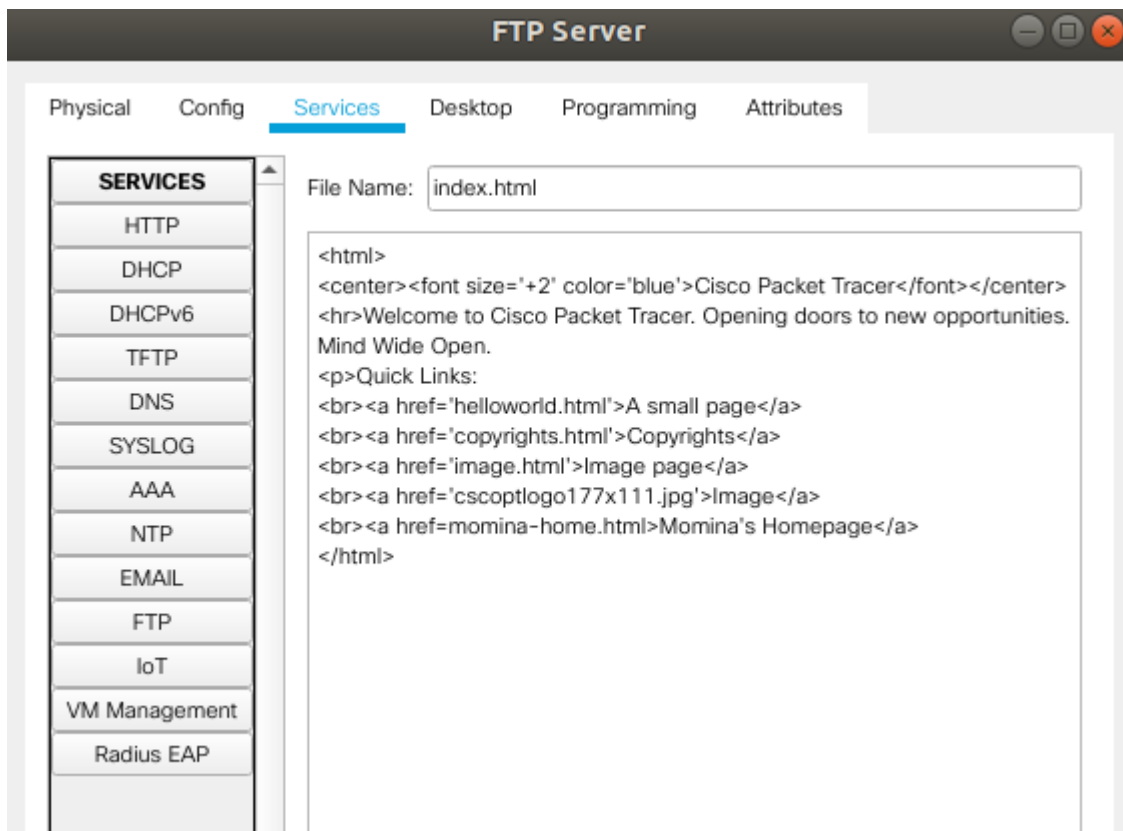 FTP Server
Physical Config Services Desktop Programming Attributes
SERVICES
HTTP
DHCP
DHCPv6
TFTP
DNS
SYSLOG
AAA
NTP
EMAIL
FTP
IoT
VM Management
Radius EAP
File Name: index.html
<html>
<center><font size='+2' color='blue'>Cisco Packet Tracer</font></center>
<hr>Welcome to Cisco Packet Tracer. Opening doors to new opportunities.
Mind Wide Open.
<p>Quick Links:
<br><a href='helloworld.html'>A small page</a>
<br><a href='copyrights.html'>Copyrights</a>
<br><a href='image.html'>Image page</a>
<br><a href='cscoptlogo177x111.jpg'>Image</a>
<br><a href=momina-home.html>Momina's Homepage</a>
</html>